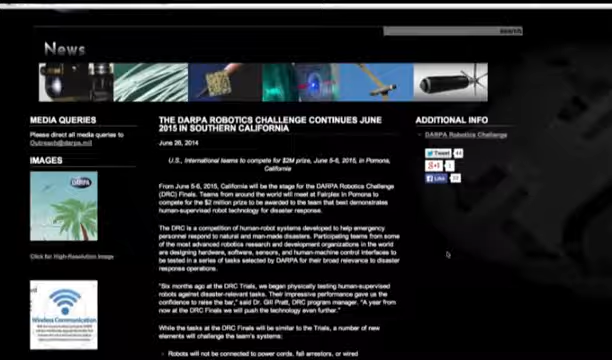 News
MEDIA QUERIES
Please direct all media queries to
Outreach@darpa.mil
IMAGES
DARPA
Click for High-Resolution Image
Wireless Communication
THE DARPA ROBOTICS CHALLENGE CONTINUES JUNE
2015 IN SOUTHERN CALIFORNIA
June 26, 2014
U.S., International teams to compete for $2M prize, June 5-6, 2015, in Pomona,
California
From June 5-6, 2015, California will be the stage for the DARPA Robotics Challenge
(DRC) Finals. Teams from around the world will meet at Fairplex in Pomona to
compete for the $2 million prize to be awarded to the team that best demonstrates
human-supervised robot technology for disaster response.
The DRC is a competition of human-robot systems developed to help emergency
personnel respond to natural and man-made disasters. Participating teams from some
of the most advanced robotics research and development organizations in the world
are designing hardware, software, sensors, and human-machine control interfaces to
be tested in a series of tasks selected by DARPA for their broad relevance to disaster
response operations.
"Six months ago at the DRC Trials, we began physically testing human-supervised
robots against disaster-relevant tasks. Their impressive performance gave us the
confidence to raise the bar," said Dr. Gill Pratt, DRC program manager. "A year from
now at the DRC Finals we will push the technology even further."
While the tasks at the DRC Finals will be similar to the Trials, a number of new
elements will challenge the team's systems:
Robots will not be connected to power cords, fall arrestors, or wired
ADDITIONAL INFO
DARPA Robotics Challenge
Tweet
Like